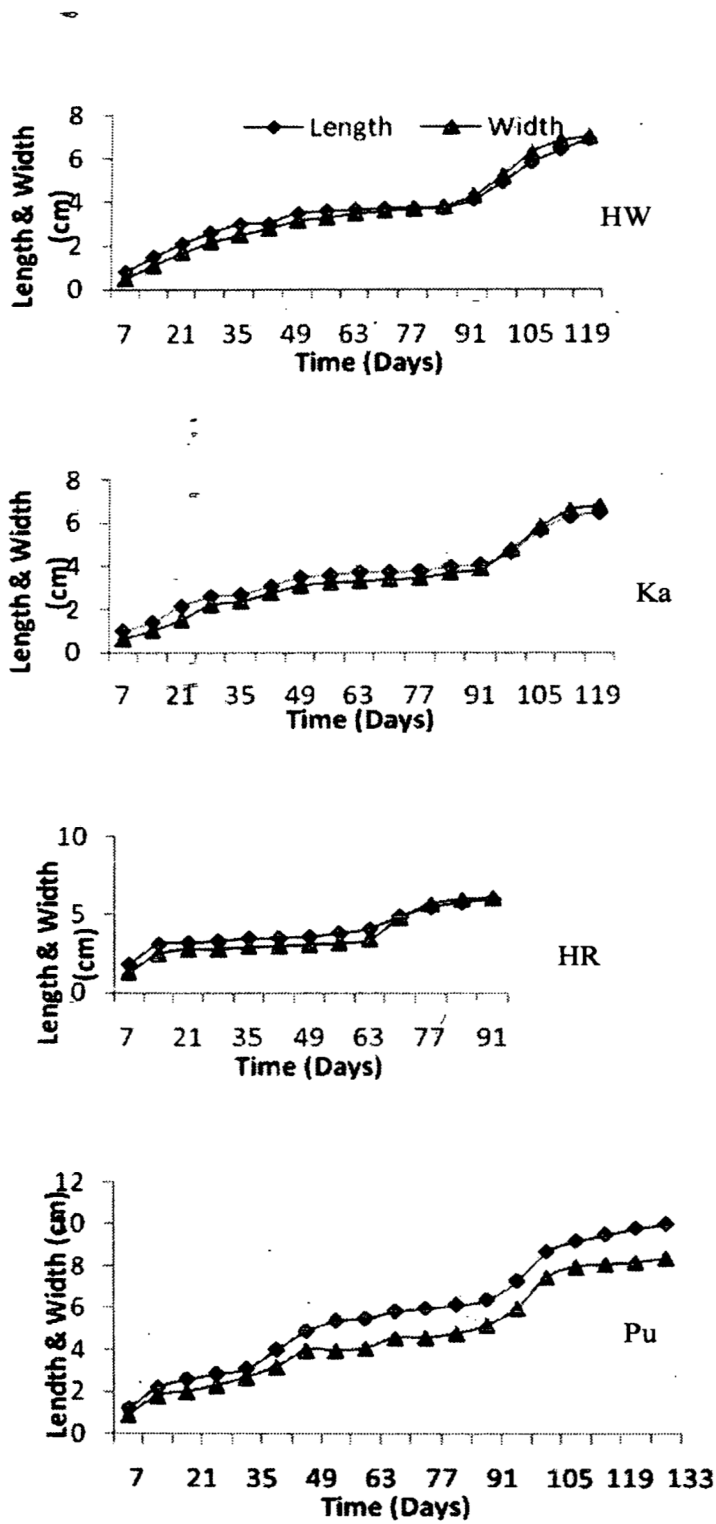 Length Width
Length & Width
(cm)
8
6
4
2
0
HW
7 21 35 49 63 77 91 105 119
Time (Days)
Length & Width
(cm)
8
6
4
2
0
Ka
7 21 35 49 63 77 91 105 119
Time (Days)
Length & Width
(cm)
10
5
0
HR
7 21 35 49 63 77 91
Time (Days)
Lendth & Width (cm)
12
10
8
6
4
2
0
Pu
7 21 35 49 63 77 91 105 119 133
Time (Days)